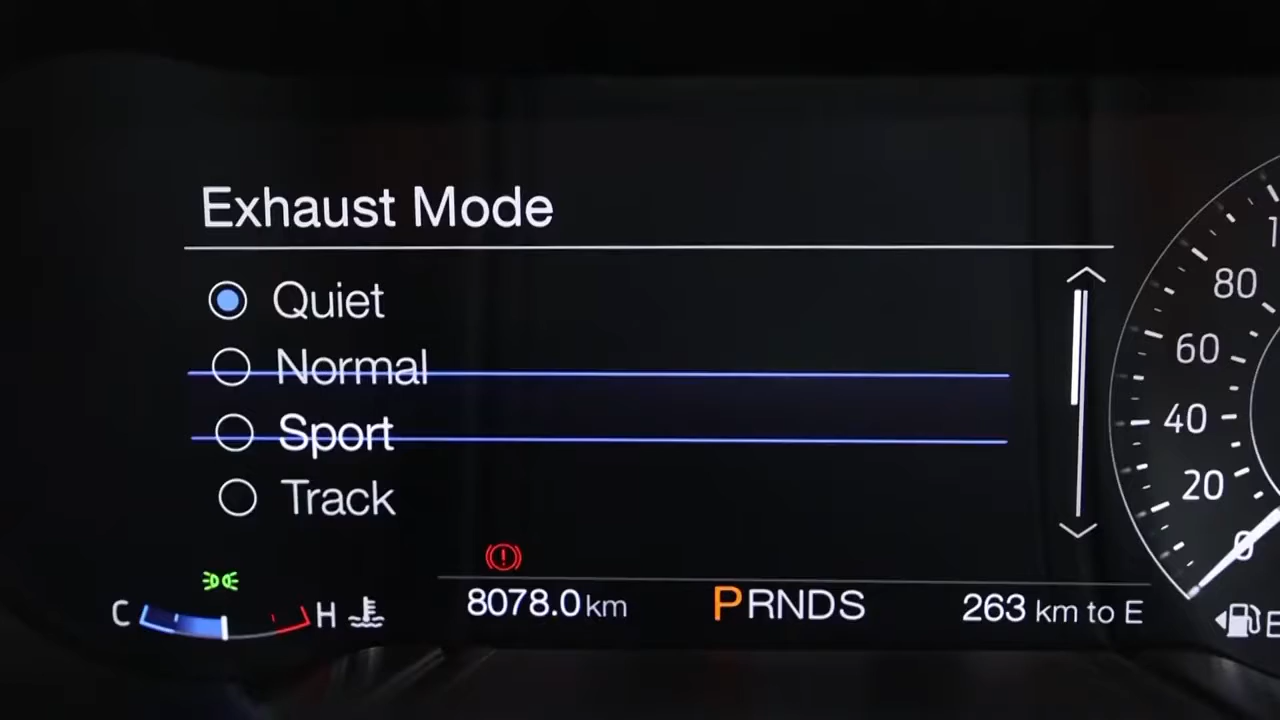 Exhaust Mode
Quiet
Normal
Sport
Track
80
60
40
20
0
C H
8078.0 km
PRNDS
263 km to E
E